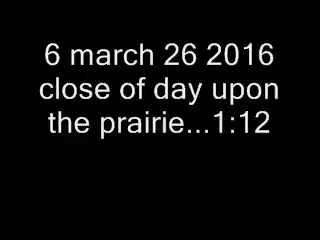 6 march 26 2016
close of day upon
the prairie...1:12